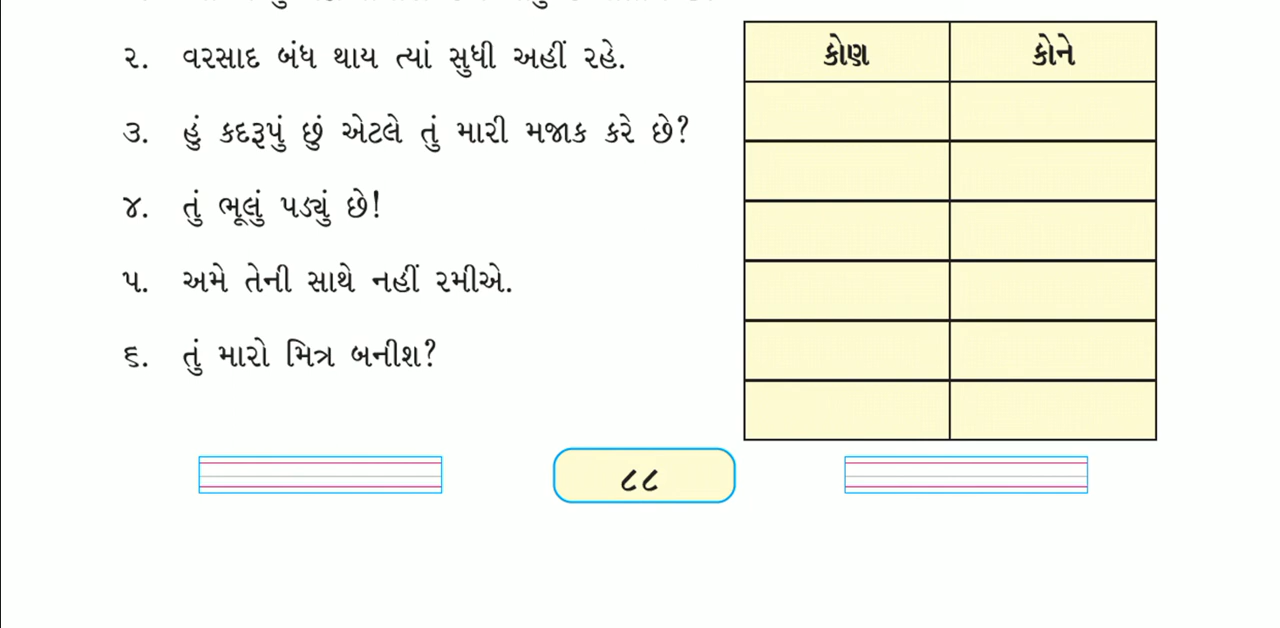 ૨. વરસાદ બંધ થાય ત્યાં સુધી અહીં રહે.
૩. હું કદરૂપું છું એટલે તું મારી મજાક કરે છે?
૪. તું ભૂલું પડ્યું છે!
૫. અમે તેની સાથે નહીં રમીએ.
૬. તું મારો મિત્ર બનીશ?
કોણ કોને
૮૮